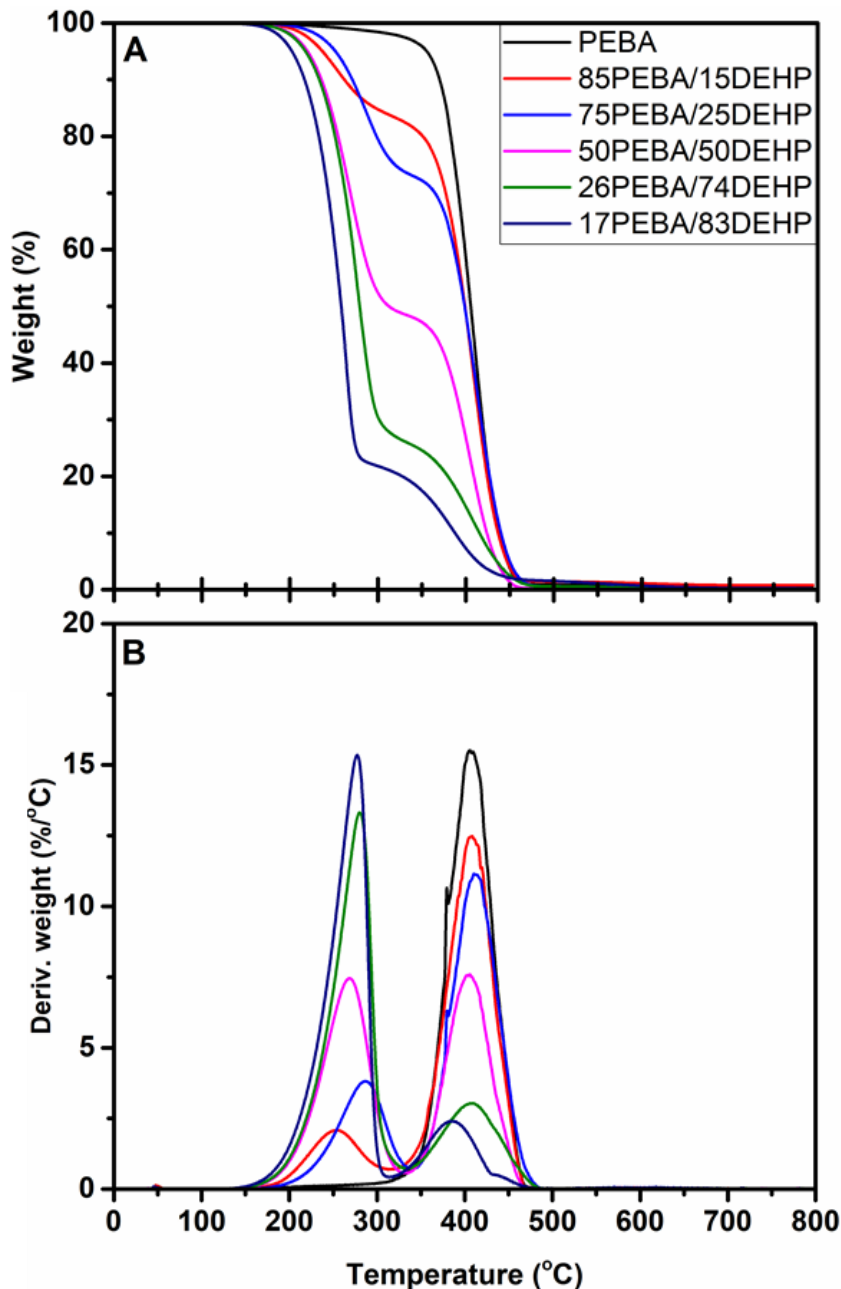 A
PEBA
85PEBA/15DEHP
75PEBA/25DEHP
50PEBA/50DEHP
26PEBA/74DEHP
17PEBA/83DEHP
Weight (%)
100
80
60
40
20
0
B
Deriv. weight (%/°C)
20
15
10
5
0
0 100 200 300 400 500 600 700 800
Temperature (°C)